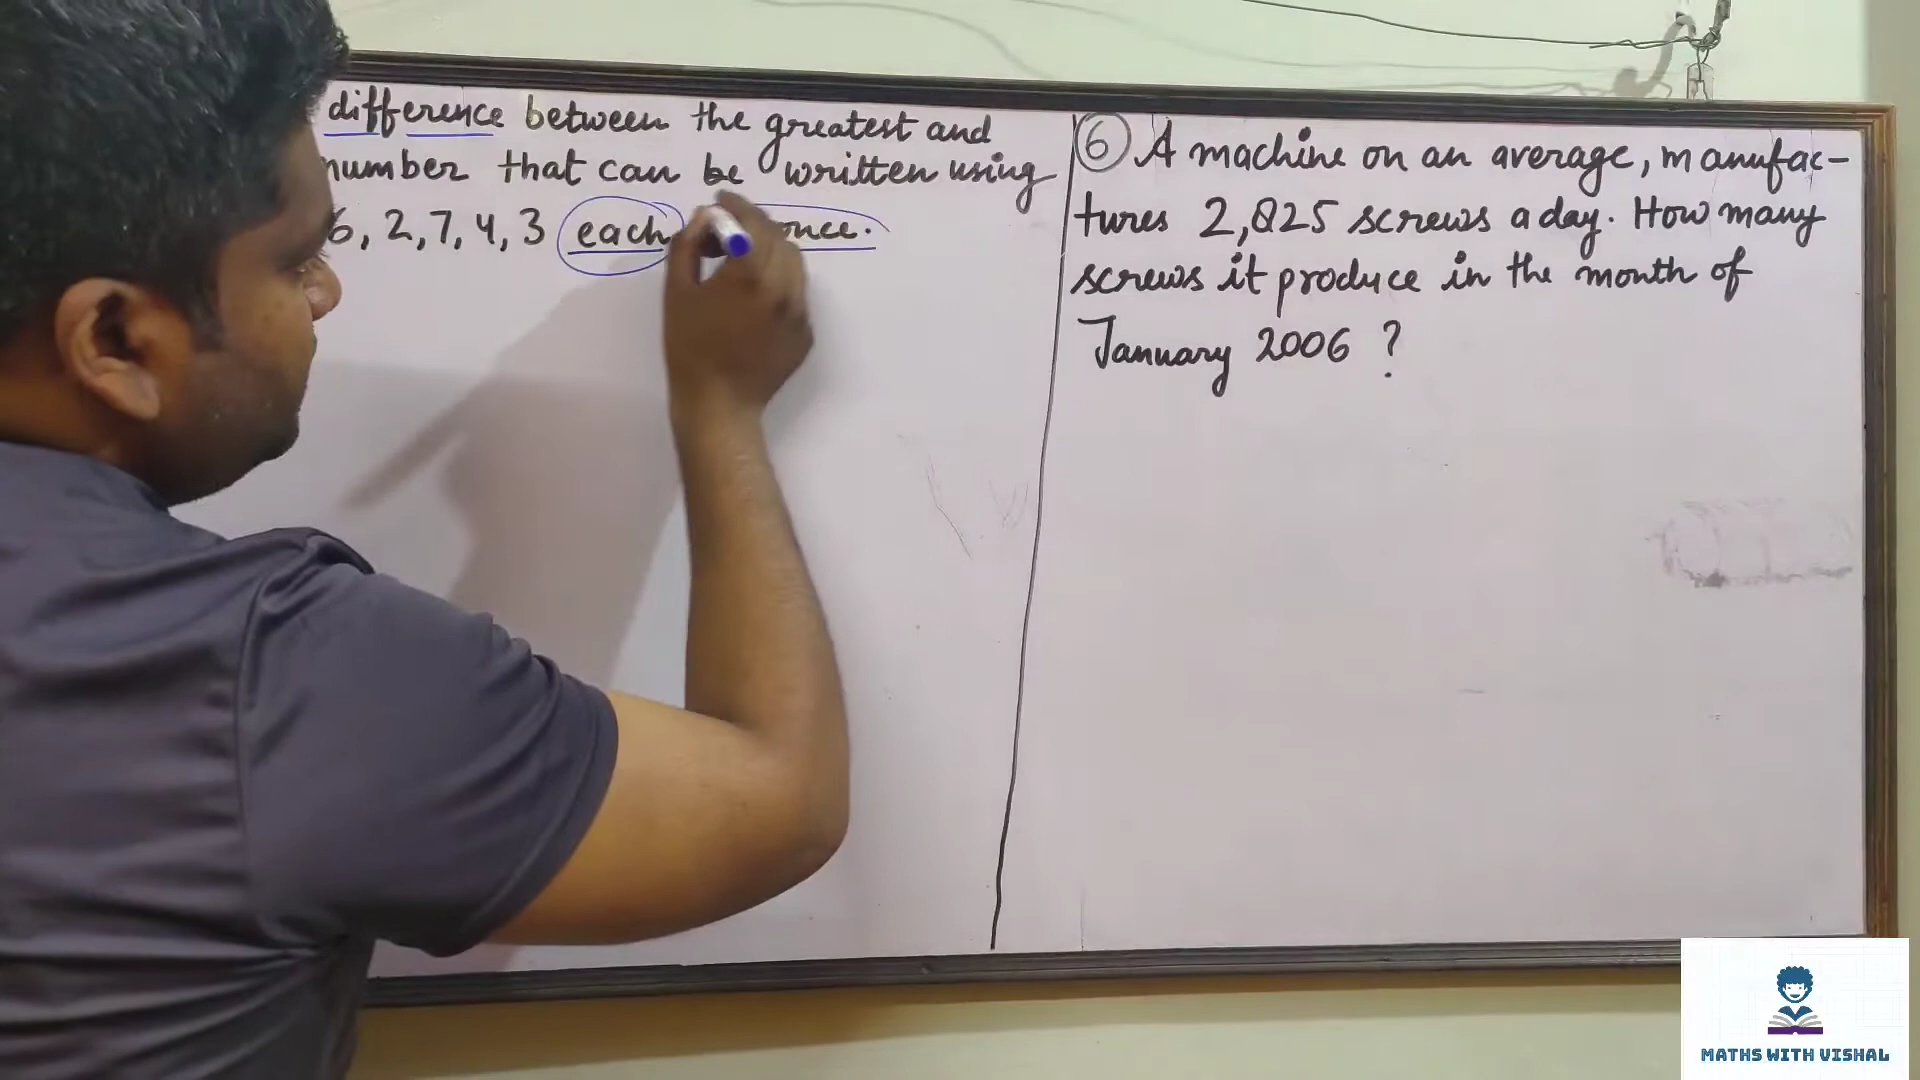 difference between the greatest and
number that can be written using
6, 2, 7, 4, 3 each once.
6 A machine on an average, manufac-
tures 2,825 screws a day. How many
screws it produce in the month of
January 2006 ?
MATHS WITH VISHAL